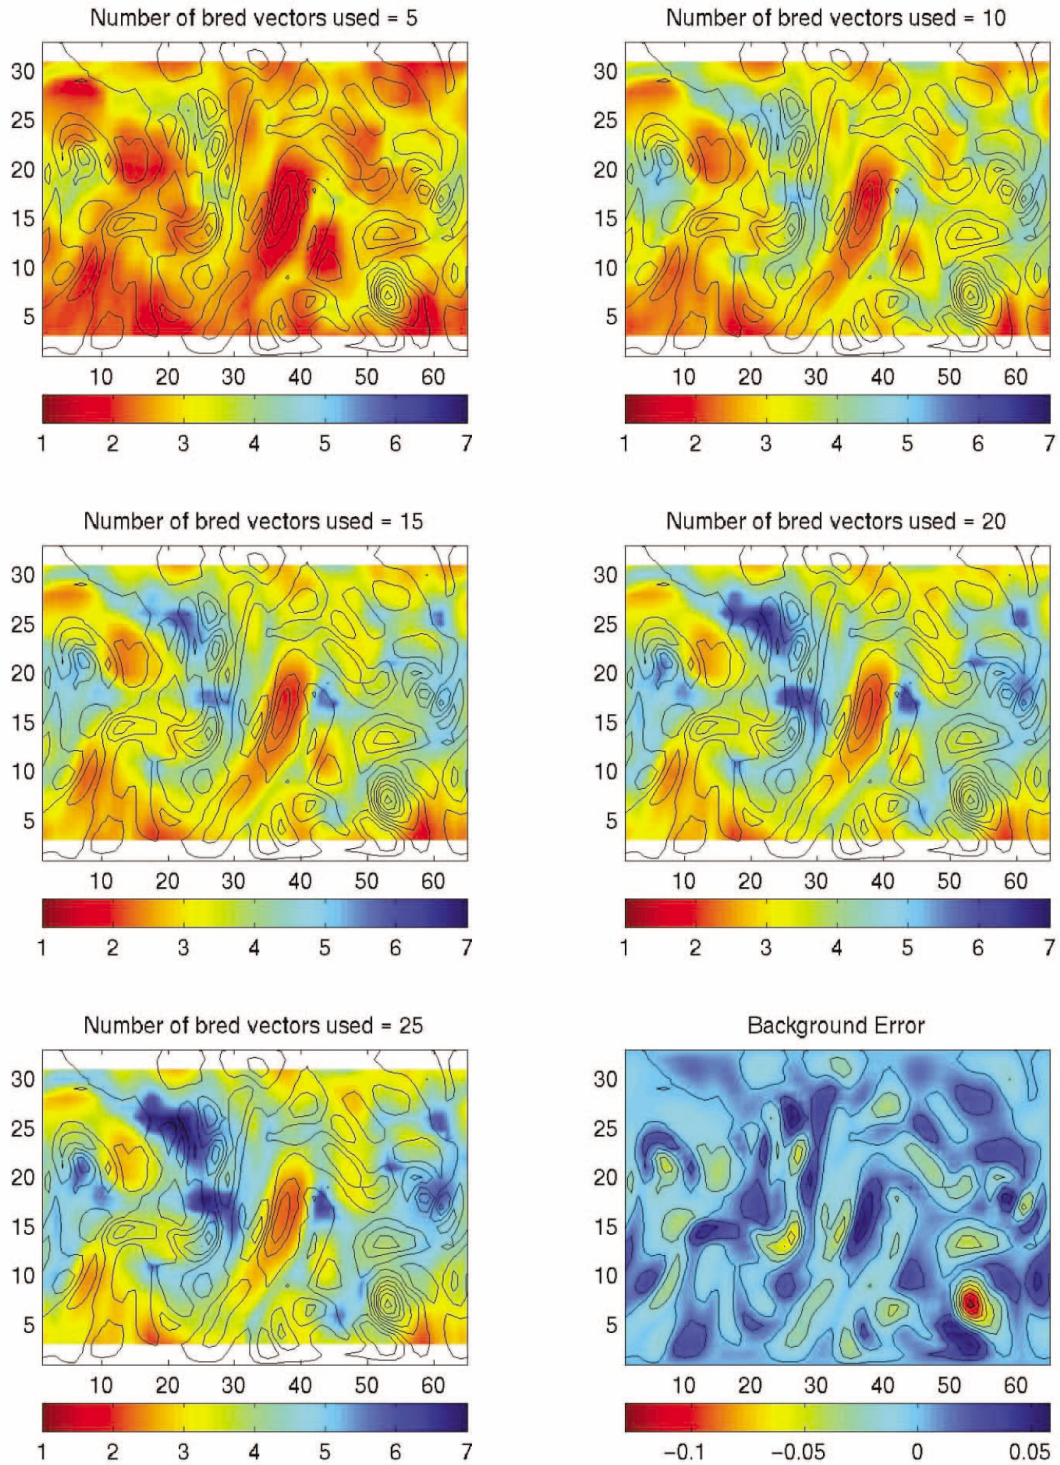 Number of bred vectors used = 5
Number of bred vectors used = 10
30
25
20
15
10
5
10 20 30 40 50 60
1 2 3 4 5 6 7
30
25
20
15
10
5
10 20 30 40 50 60
1 2 3 4 5 6 7
Number of bred vectors used = 15
Number of bred vectors used = 20
30
25
20
15
10
5
10 20 30 40 50 60
1 2 3 4 5 6 7
30
25
20
15
10
5
10 20 30 40 50 60
1 2 3 4 5 6 7
Number of bred vectors used = 25
Background Error
30
25
20
15
10
5
10 20 30 40 50 60
1 2 3 4 5 6 7
30
25
20
15
10
5
10 20 30 40 50 60
−0.1 −0.05 0 0.05